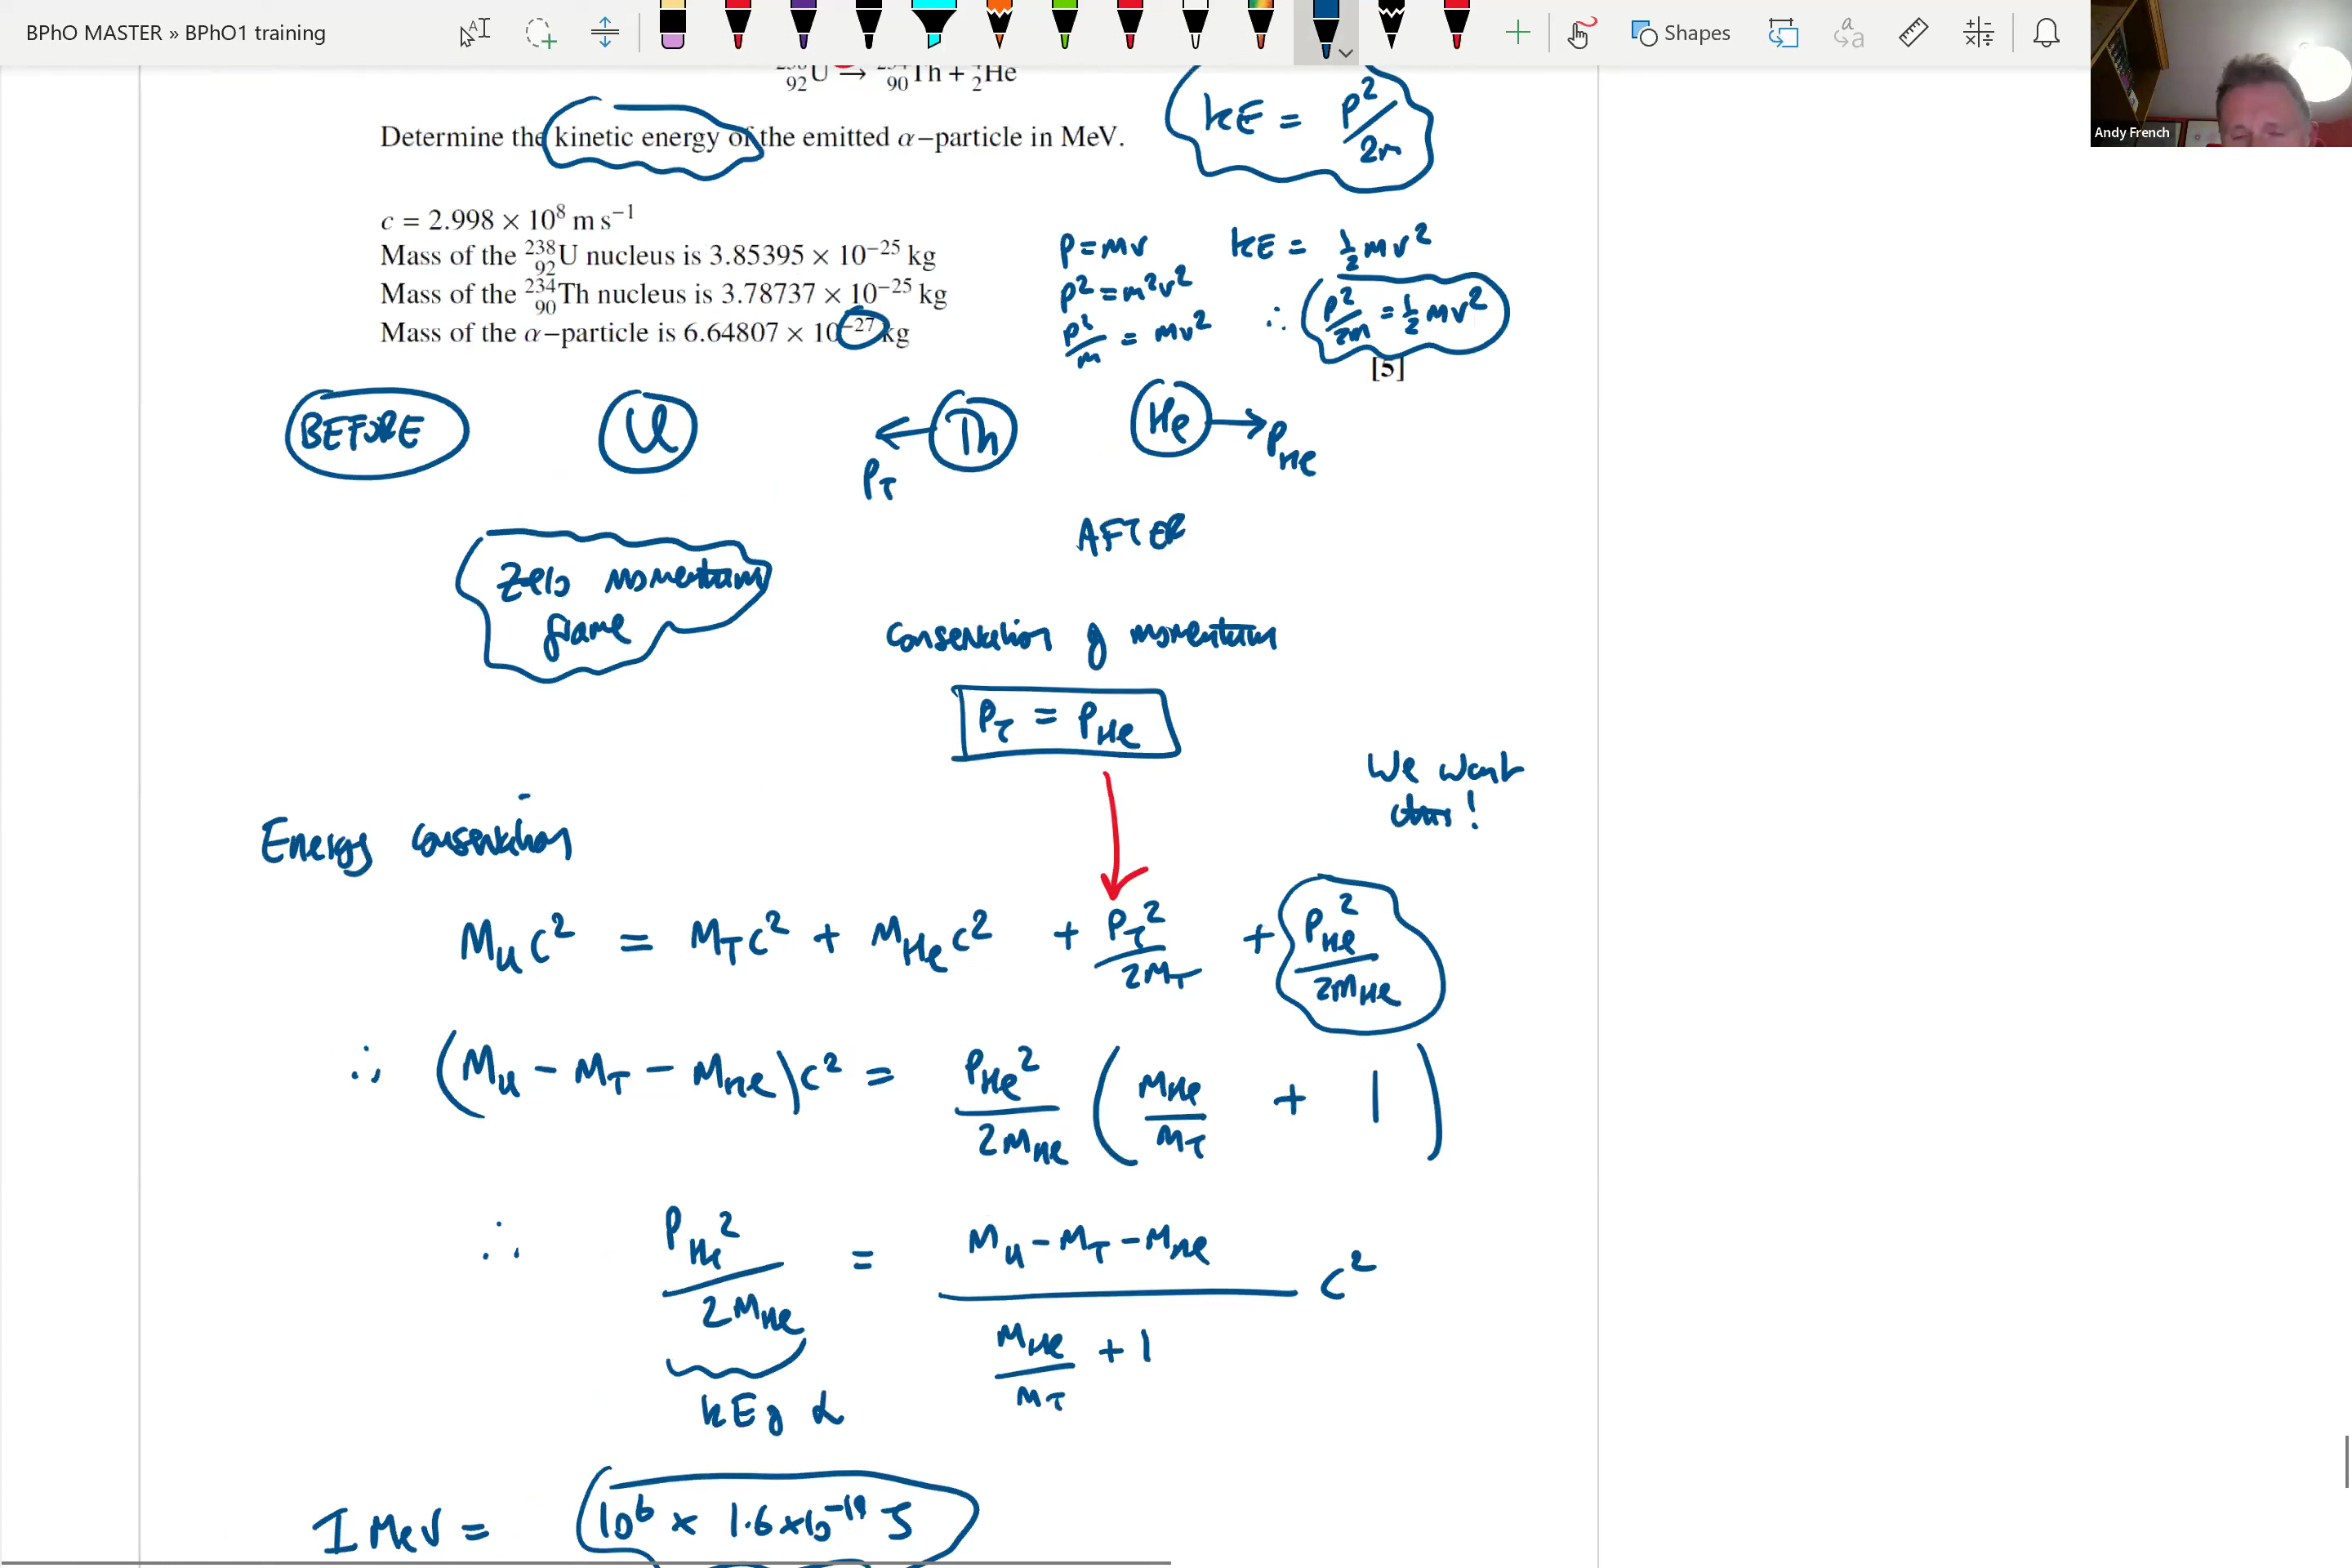 BPhO MASTER » BPhO1 training
Shapes
Andy French
²³⁸₉₂U → ²³⁴₉₀Th + ⁴₂He
Determine the kinetic energy of the emitted α−particle in MeV.
KE = p²/2m
c = 2.998 × 10⁸ m s⁻¹
Mass of the ²³⁸₉₂U nucleus is 3.85395 × 10⁻²⁵ kg
Mass of the ²³⁴₉₀Th nucleus is 3.78737 × 10⁻²⁵ kg
Mass of the α−particle is 6.64807 × 10⁻²⁷ kg
p = mv
p² = m²v²
p²/m = mv²
KE = ½mv²
∴ p²/2m = ½mv²
[5]
BEFORE
U
Th
P_T
He
P_He
AFTER
Zero momentum
frame
Conservation of momentum
P_T = P_He
We want
this!
Energy conservation
M_U c² = M_T c² + M_He c² + P_T²/2M_T + P_He²/2M_He
∴ (M_U − M_T − M_He)c² = P_He²/2M_He (M_He/M_T + 1)
∴ P_He²/2M_He = (M_U − M_T − M_He)/(M_He/M_T + 1) c²
KE of α
1 MeV = 10⁶ × 1.6×10⁻¹⁹ J